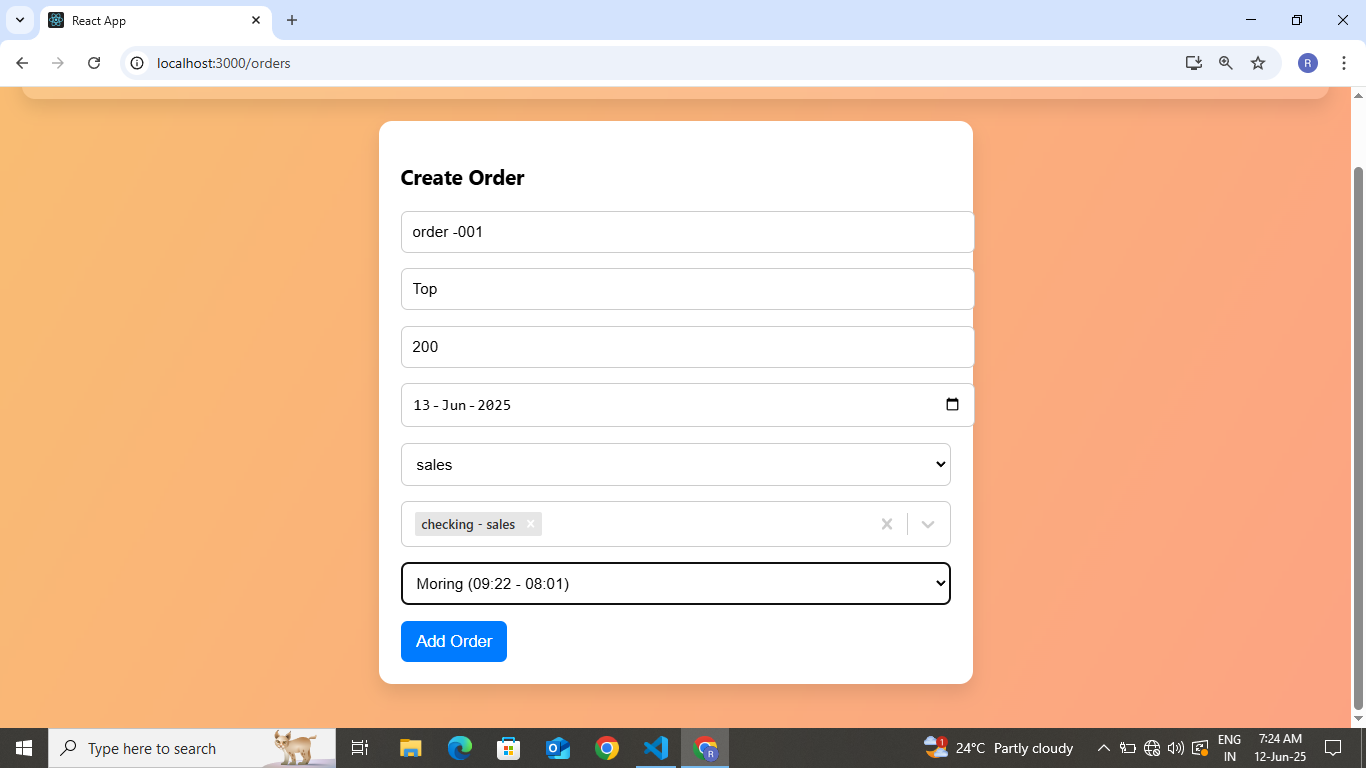 React App
localhost:3000/orders
R
Create Order
order -001
Top
200
13-Jun-2025
sales
checking - sales
Moring (09:22 - 08:01)
Add Order
Type here to search
R
1
24°C Partly cloudy
ENG
IN
7:24 AM
12-Jun-25